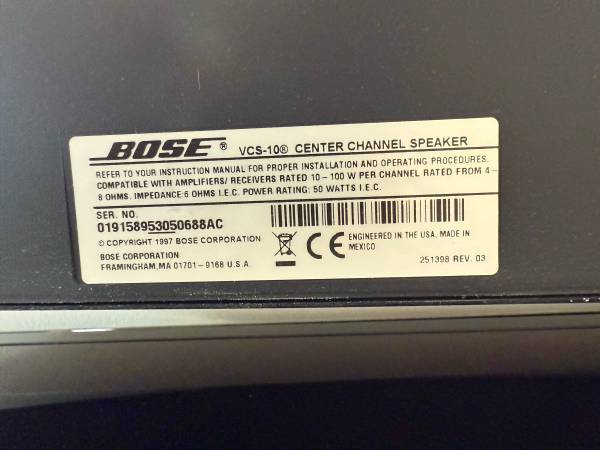 BOSE ® VCS-10® CENTER CHANNEL SPEAKER
REFER TO YOUR INSTRUCTION MANUAL FOR PROPER INSTALLATION AND OPERATING PROCEDURES.
COMPATIBLE WITH AMPLIFIERS/ RECEIVERS RATED 10 - 100 W PER CHANNEL RATED FROM 4-
8 OHMS. IMPEDANCE:6 OHMS I.E.C. POWER RATING: 50 WATTS I.E.C.
SER. NO.
019158953050688AC
© COPYRIGHT 1997 BOSE CORPORATION
BOSE CORPORATION
FRAMINGHAM,MA 01701-9168 U.S.A.
CE
ENGINEERED IN THE USA, MADE IN
MEXICO
251398 REV. 03